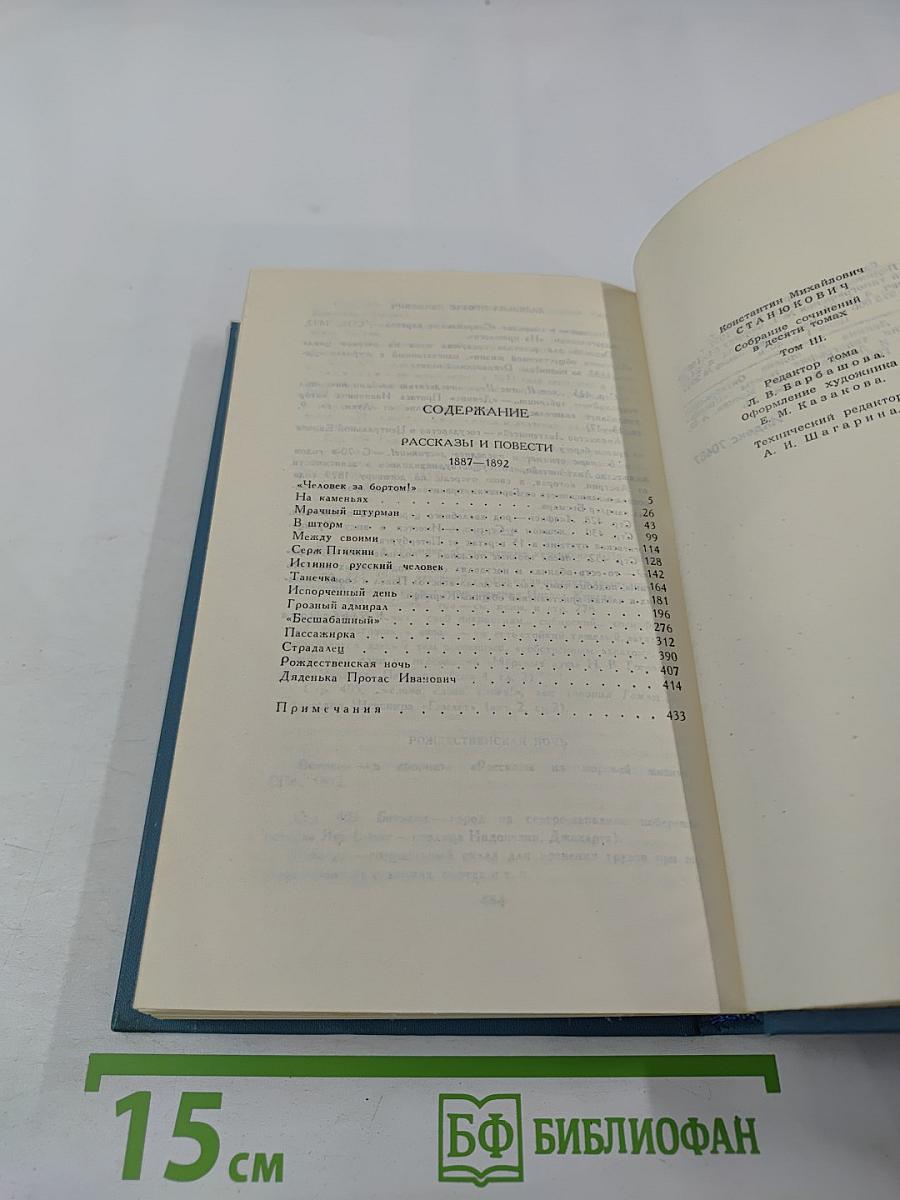 СОДЕРЖАНИЕ
РАССКАЗЫ И ПОВЕСТИ
1887—1892
«Человек за бортом!» . . . . . . . . . . . . . . . . 5
На каменьях . . . . . . . . . . . . . . . . 26
Мрачный штурман . . . . . . . . . . . . . . . . 43
В шторм . . . . . . . . . . . . . . . . 99
Между своими . . . . . . . . . . . . . . . . 114
Серж Птичкин . . . . . . . . . . . . . . . . 128
Истинно русский человек . . . . . . . . . . . . . . . . 142
Танечка . . . . . . . . . . . . . . . . 164
Испорченный день . . . . . . . . . . . . . . . . 181
Грозный адмирал . . . . . . . . . . . . . . . . 196
«Бесшабашный» . . . . . . . . . . . . . . . . 276
Пассажирка . . . . . . . . . . . . . . . . 312
Страдалец . . . . . . . . . . . . . . . . 390
Рождественская ночь . . . . . . . . . . . . . . . . 407
Дяденька Протас Иванович . . . . . . . . . . . . . . . . 414
Примечания . . . . . . . . . . . . . . . . 433
Константин Михайлович
СТАНЮКОВИЧ
Собрание сочинений
в десяти томах
Том III.
Редактор тома
Л. В. Барбашова.
Оформление художника
Е. М. Казакова.
Технический редактор
А. И. Шагарина.
15 см
БФ БИБЛИОФАН